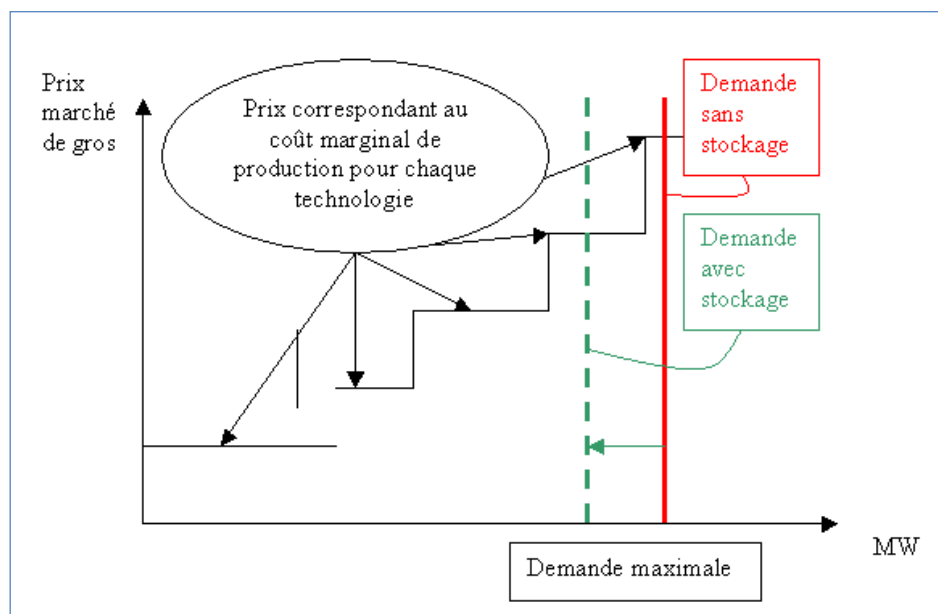 Prix
marché
de gros
Prix correspondant au
coût marginal de
production pour chaque
technologie
Demande
sans
stockage
Demande
avec
stockage
MW
Demande maximale